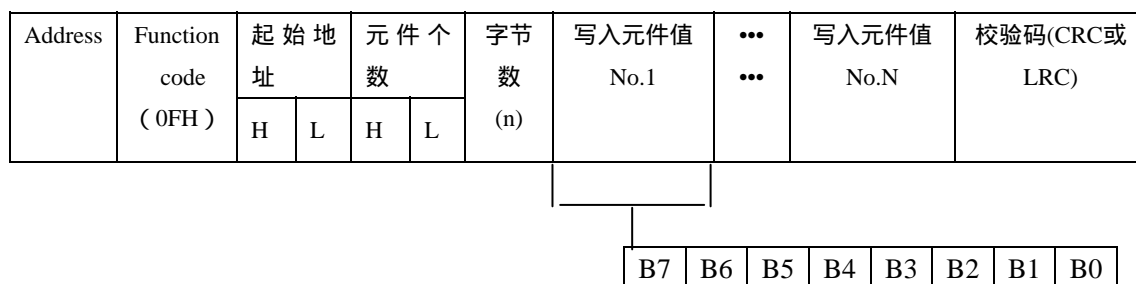 Address Function 起始地 元件个 字节 写入元件值 ••• 写入元件值 校验码(CRC或
code 址 数 数 No.1 ••• No.N LRC)
(0FH) H L H L (n)
B7 B6 B5 B4 B3 B2 B1 B0